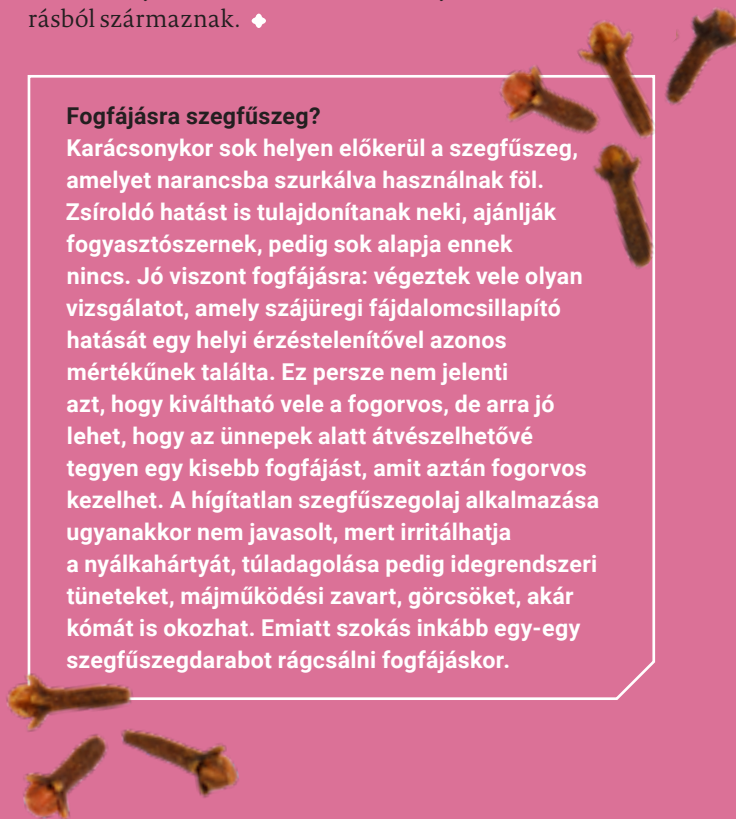 rásból származnak.
Fogfájásra szegfűszeg?
Karácsonykor sok helyen előkerül a szegfűszeg,
amelyet narancsba szurkálva használnak föl.
Zsíroldó hatást is tulajdonítanak neki, ajánlják
fogyasztószernek, pedig sok alapja ennek
nincs. Jó viszont fogfájásra: végeztek vele olyan
vizsgálatot, amely szájüregi fájdalomcsillapító
hatását egy helyi érzéstelenítővel azonos
mértékűnek találta. Ez persze nem jelenti
azt, hogy kiváltható vele a fogorvos, de arra jó
lehet, hogy az ünnepek alatt átvészelhetővé
tegyen egy kisebb fogfájást, amit aztán fogorvos
kezelhet. A hígítatlan szegfűszegolaj alkalmazása
ugyanakkor nem javasolt, mert irritálhatja
a nyálkahártyát, túladagolása pedig idegrendszeri
tüneteket, májműködési zavart, görcsöket, akár
kómát is okozhat. Emiatt szokás inkább egy-egy
szegfűszegdarabot rágcsálni fogfájáskor.